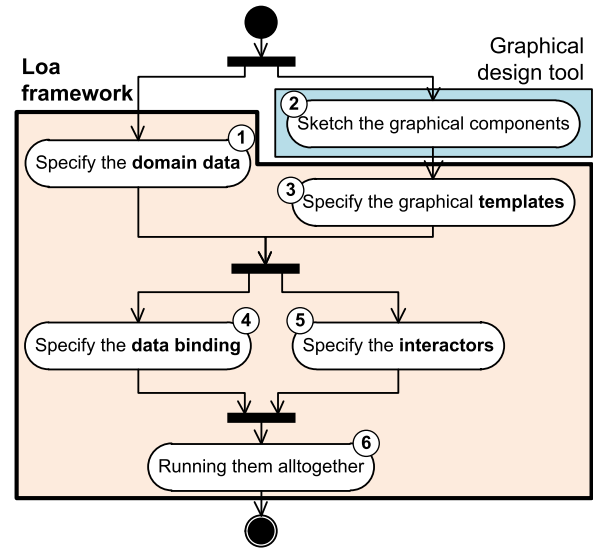 Graphical
design tool
Loa
framework
1
Specify the domain data
2
Sketch the graphical components
3
Specify the graphical templates
4
Specify the data binding
5
Specify the interactors
6
Running them alltogether